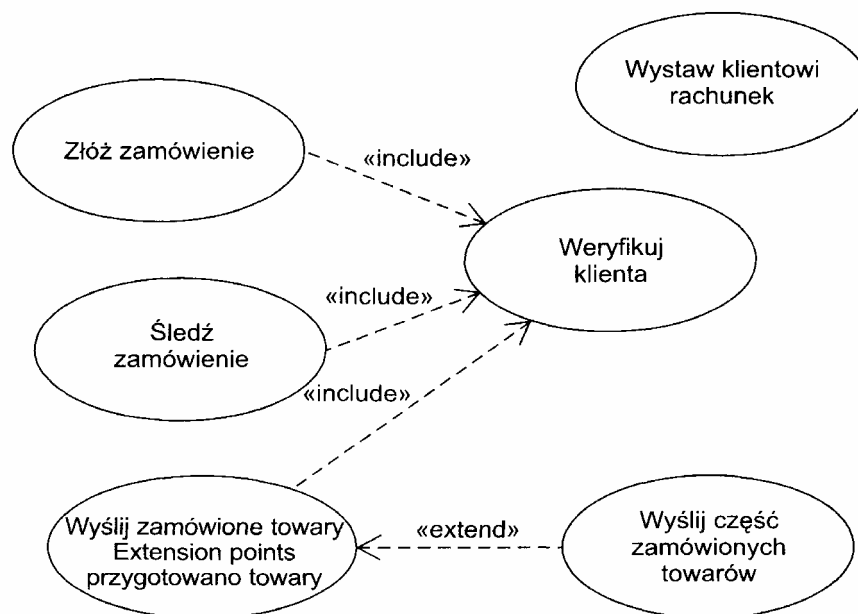 Wystaw klientowi
rachunek
Złóż zamówienie
«include»
Weryfikuj
klienta
«include»
Śledź
zamówienie
«include»
Wyślij zamówione towary
Extension points
przygotowano towary
«extend»
Wyślij część
zamówionych
towarów